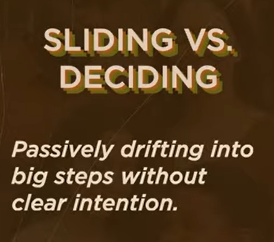 SLIDING VS.
DECIDING
Passively drifting into
big steps without
clear intention.